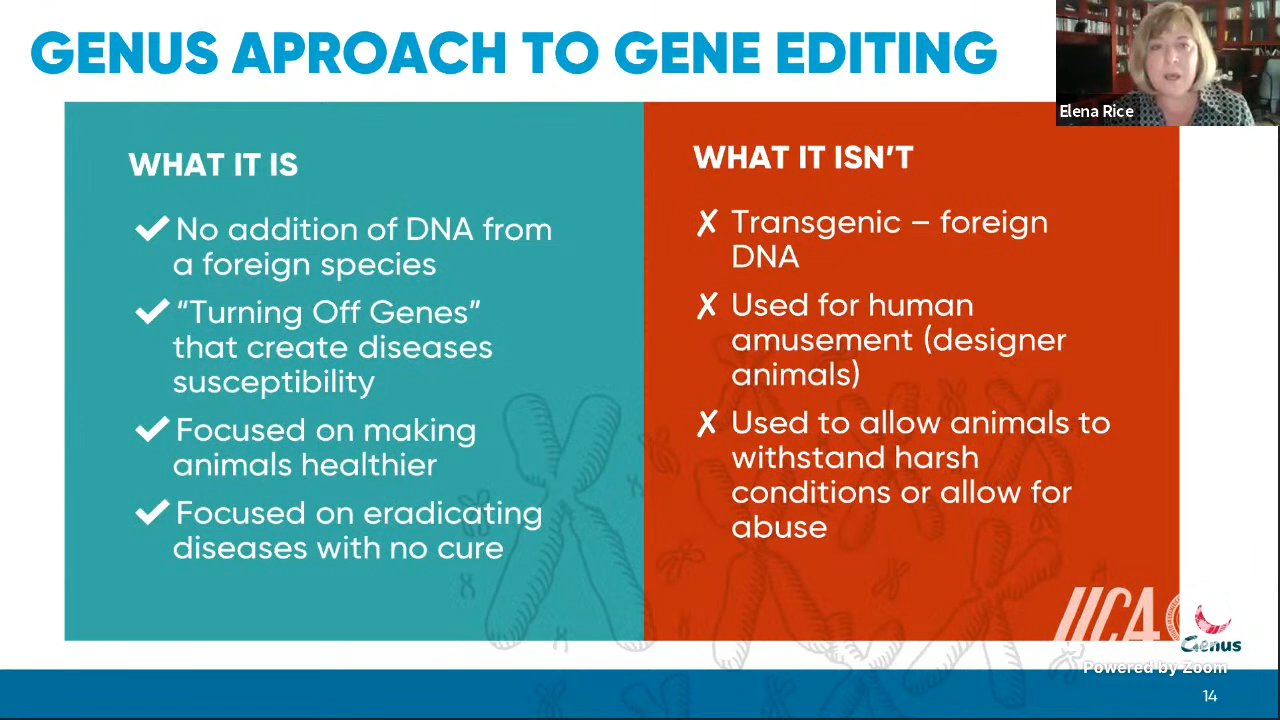 GENUS APROACH TO GENE EDITING
Elena Rice
WHAT IT IS
No addition of DNA from
a foreign species
“Turning Off Genes”
that create diseases
susceptibility
Focused on making
animals healthier
Focused on eradicating
diseases with no cure
WHAT IT ISN’T
✗ Transgenic – foreign
DNA
✗ Used for human
amusement (designer
animals)
✗ Used to allow animals to
withstand harsh
conditions or allow for
abuse
IICA
Genus
Powered by Zoom
14